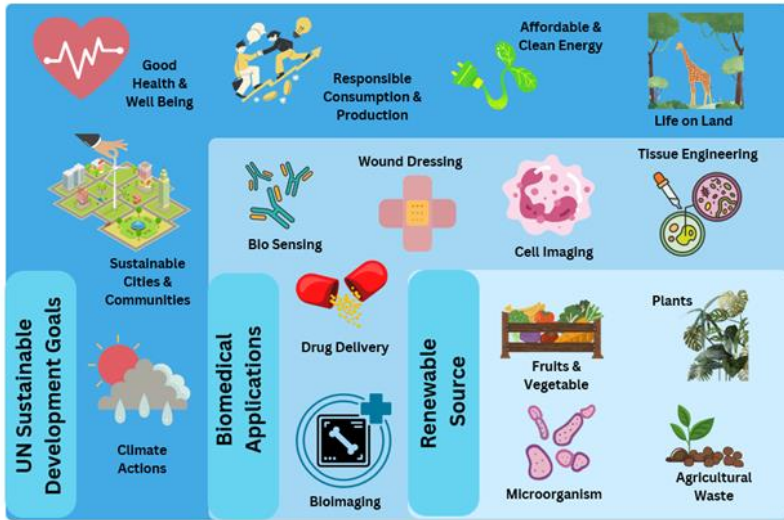 Good
Health &
Well Being
Responsible
Consumption &
Production
Affordable &
Clean Energy
Life on Land
Sustainable
Cities &
Communities
Climate
Actions
UN Sustainable
Development Goals
Bio Sensing
Wound Dressing
Cell Imaging
Tissue Engineering
Drug Delivery
Bioimaging
Biomedical
Applications
Renewable
Source
Fruits &
Vegetable
Plants
Microorganism
Agricultural
Waste